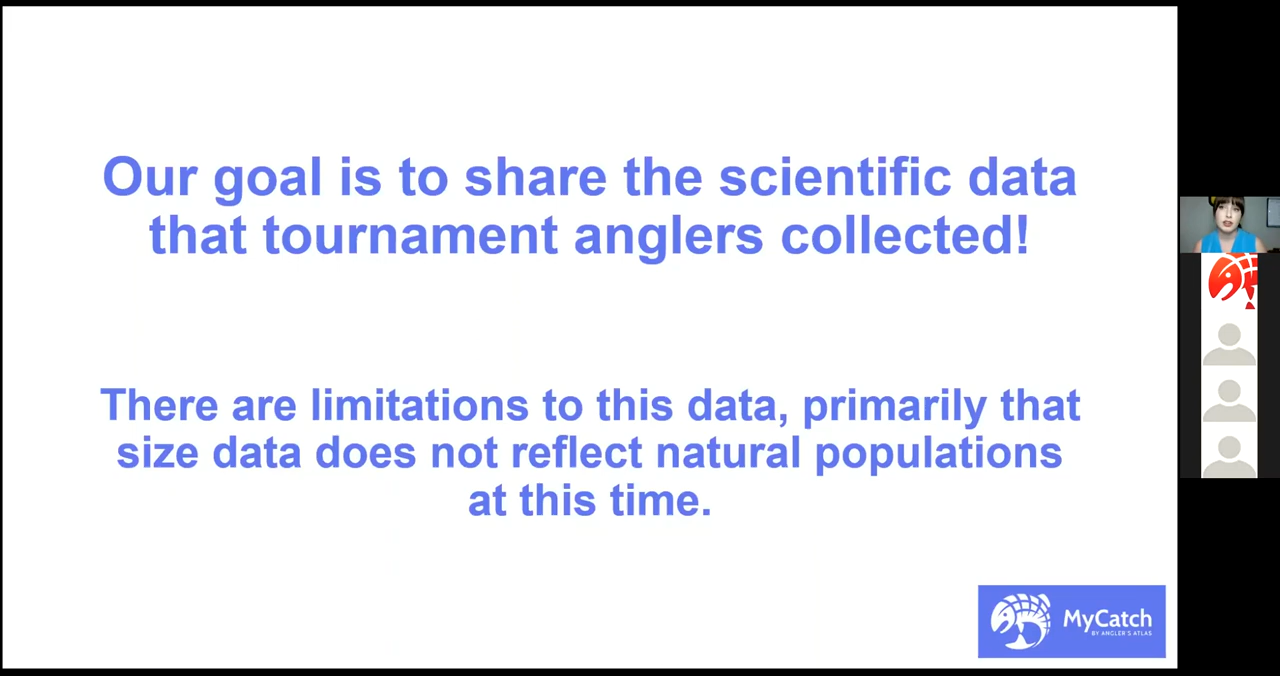 Our goal is to share the scientific data
that tournament anglers collected!
There are limitations to this data, primarily that
size data does not reflect natural populations
at this time.
MyCatch
BY ANGLER'S ATLAS